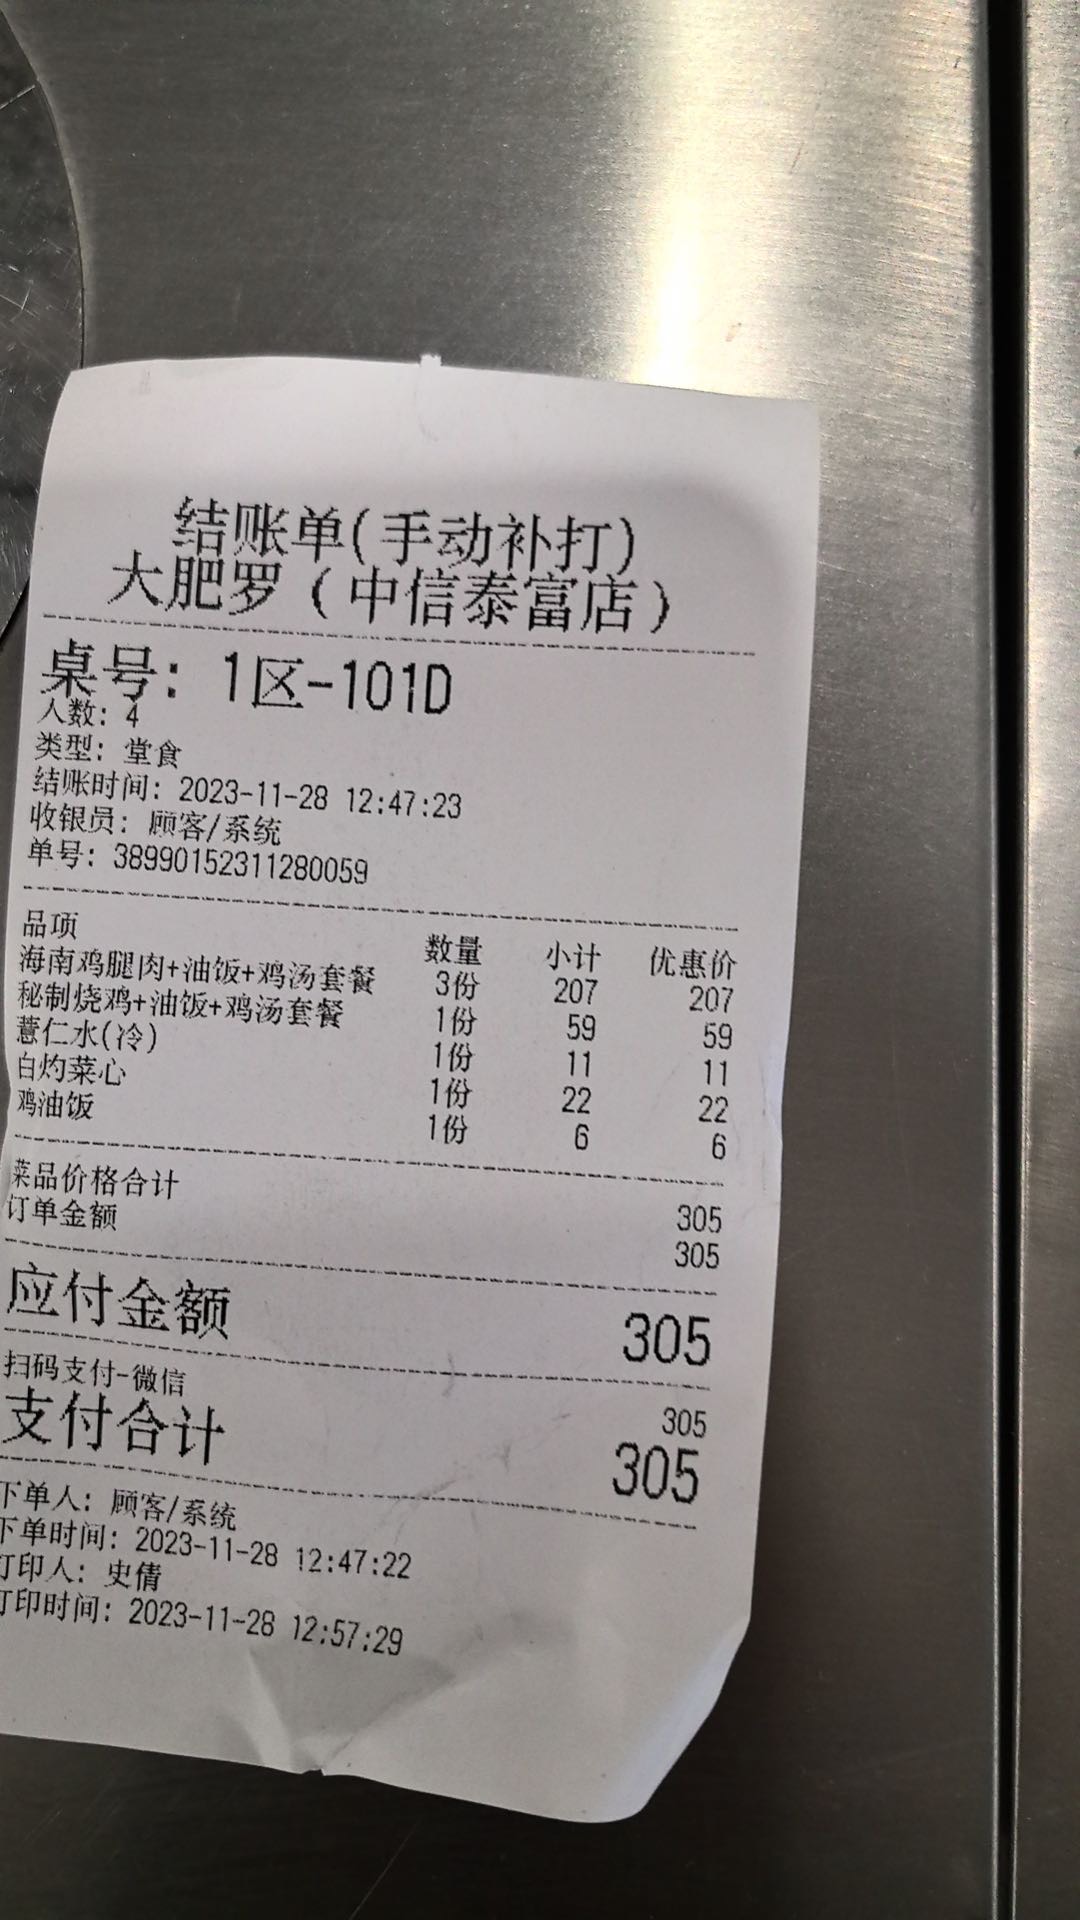 结账单(手动补打)
大肥罗（中信泰富店）
桌号：1区-101D
人数：4
类型：堂食
结账时间：2023-11-28 12:47:23
收银员：顾客/系统
单号：38990152311280059
品项 数量 小计 优惠价
海南鸡腿肉+油饭+鸡汤套餐 3份 207 207
秘制烧鸡+油饭+鸡汤套餐 1份 59 59
薏仁水(冷) 1份 11 11
白灼菜心 1份 22 22
鸡油饭 1份 6 6
菜品价格合计 305
订单金额 305
应付金额 305
扫码支付-微信 305
支付合计 305
下单人：顾客/系统
下单时间：2023-11-28 12:47:22
打印人：史倩
打印时间：2023-11-28 12:57:29